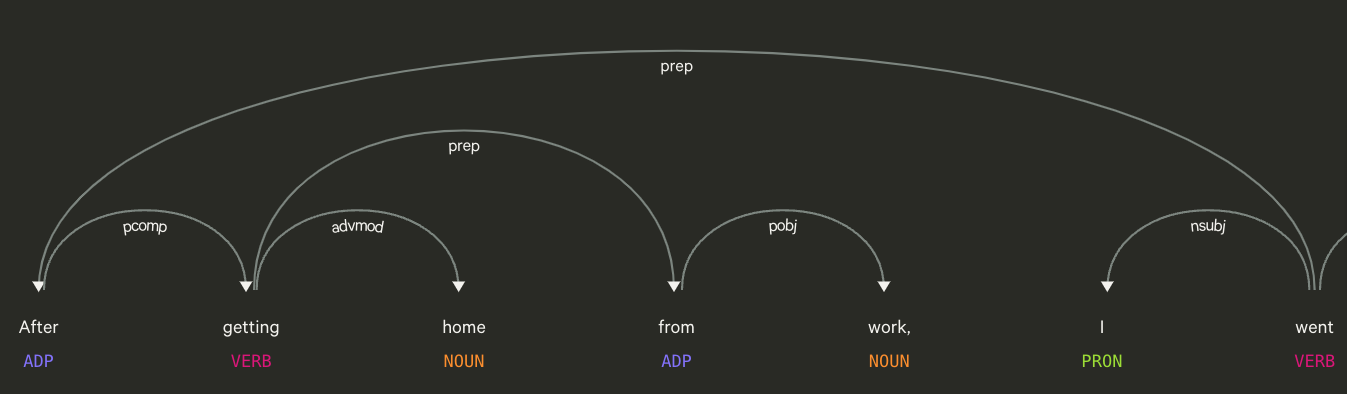 prep
prep
pcomp advmod pobj nsubj
After getting home from work, I went
ADP VERB NOUN ADP NOUN PRON VERB